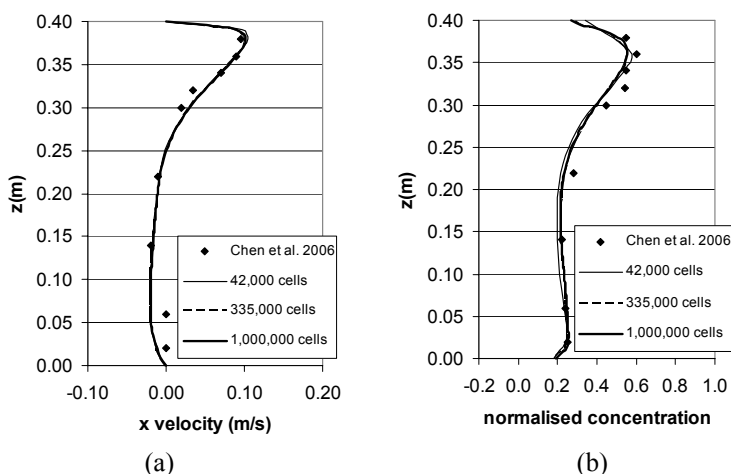 0.40
0.35
0.30
0.25
0.20
0.15
0.10
0.05
0.00
z(m)
-0.10 0.00 0.10 0.20
x velocity (m/s)
Chen et al. 2006
42,000 cells
335,000 cells
1,000,000 cells
(a)
0.40
0.35
0.30
0.25
0.20
0.15
0.10
0.05
0.00
z(m)
-0.2 0.0 0.2 0.4 0.6 0.8 1.0
normalised concentration
Chen et al. 2006
42,000 cells
335,000 cells
1,000,000 cells
(b)